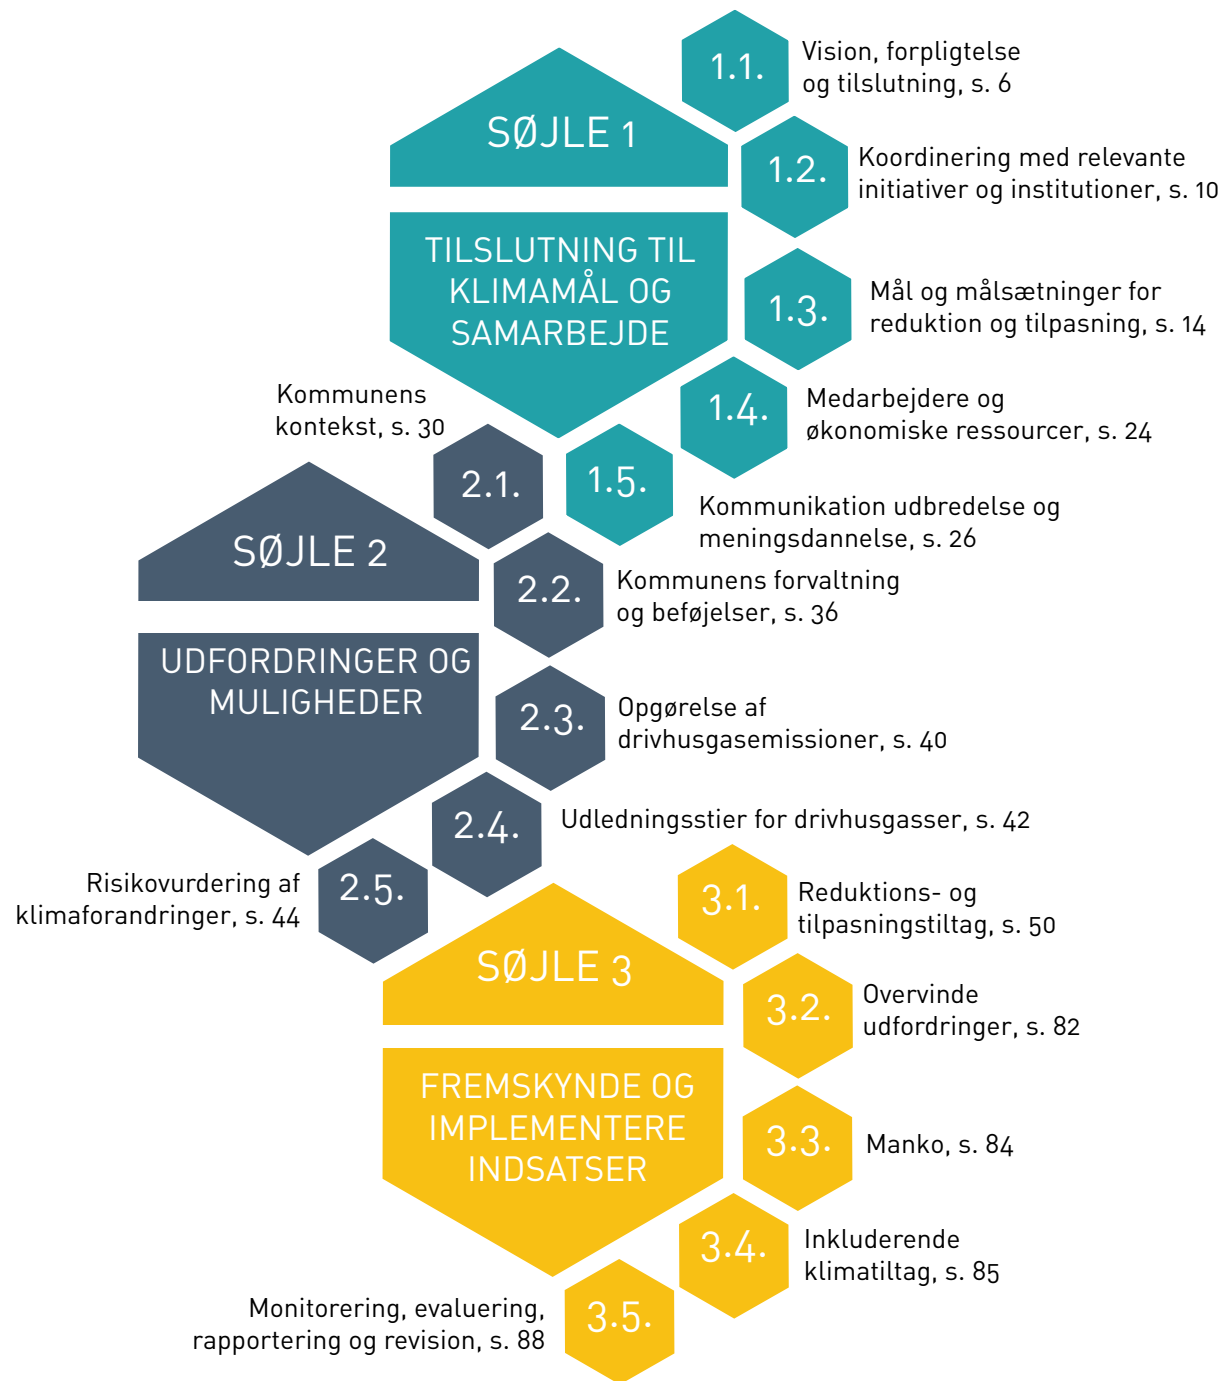 SØJLE 1
TILSLUTNING TIL
KLIMAMÅL OG
SAMARBEJDE
1.1.
Vision, forpligtelse
og tilslutning, s. 6
1.2.
Koordinering med relevante
initiativer og institutioner, s. 10
1.3.
Mål og målsætninger for
reduktion og tilpasning, s. 14
1.4.
Medarbejdere og
økonomiske ressourcer, s. 24
1.5.
Kommunikation udbredelse og
meningsdannelse, s. 26
SØJLE 2
UDFORDRINGER OG
MULIGHEDER
Kommunens
kontekst, s. 30
2.1.
2.2.
Kommunens forvaltning
og beføjelser, s. 36
2.3.
Opgørelse af
drivhusgasemissioner, s. 40
2.4.
Udledningsstier for drivhusgasser, s. 42
Risikovurdering af
klimaforandringer, s. 44
2.5.
SØJLE 3
FREMSKYNDE OG
IMPLEMENTERE
INDSATSER
3.1.
Reduktions- og
tilpasningstiltag, s. 50
3.2.
Overvinde
udfordringer, s. 82
3.3.
Manko, s. 84
3.4.
Inkluderende
klimatiltag, s. 85
Monitorering, evaluering,
rapportering og revision, s. 88
3.5.